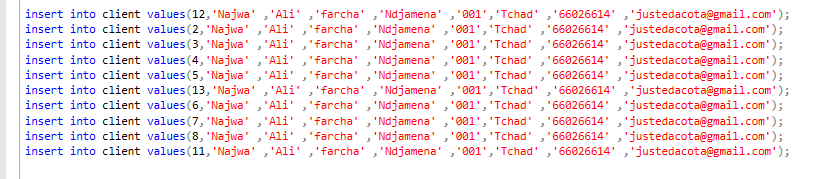 insert into client values(12,'Najwa' ,'Ali' ,'farcha' ,'Ndjamena' ,'001','Tchad' ,'66026614' ,'justedacota@gmail.com');
insert into client values(2,'Najwa' ,'Ali' ,'farcha' ,'Ndjamena' ,'001','Tchad' ,'66026614' ,'justedacota@gmail.com');
insert into client values(3,'Najwa' ,'Ali' ,'farcha' ,'Ndjamena' ,'001','Tchad' ,'66026614' ,'justedacota@gmail.com');
insert into client values(4,'Najwa' ,'Ali' ,'farcha' ,'Ndjamena' ,'001','Tchad' ,'66026614' ,'justedacota@gmail.com');
insert into client values(5,'Najwa' ,'Ali' ,'farcha' ,'Ndjamena' ,'001','Tchad' ,'66026614' ,'justedacota@gmail.com');
insert into client values(13,'Najwa' ,'Ali' ,'farcha' ,'Ndjamena' ,'001','Tchad' ,'66026614' ,'justedacota@gmail.com');
insert into client values(6,'Najwa' ,'Ali' ,'farcha' ,'Ndjamena' ,'001','Tchad' ,'66026614' ,'justedacota@gmail.com');
insert into client values(7,'Najwa' ,'Ali' ,'farcha' ,'Ndjamena' ,'001','Tchad' ,'66026614' ,'justedacota@gmail.com');
insert into client values(8,'Najwa' ,'Ali' ,'farcha' ,'Ndjamena' ,'001','Tchad' ,'66026614' ,'justedacota@gmail.com');
insert into client values(11,'Najwa' ,'Ali' ,'farcha' ,'Ndjamena' ,'001','Tchad' ,'66026614' ,'justedacota@gmail.com');